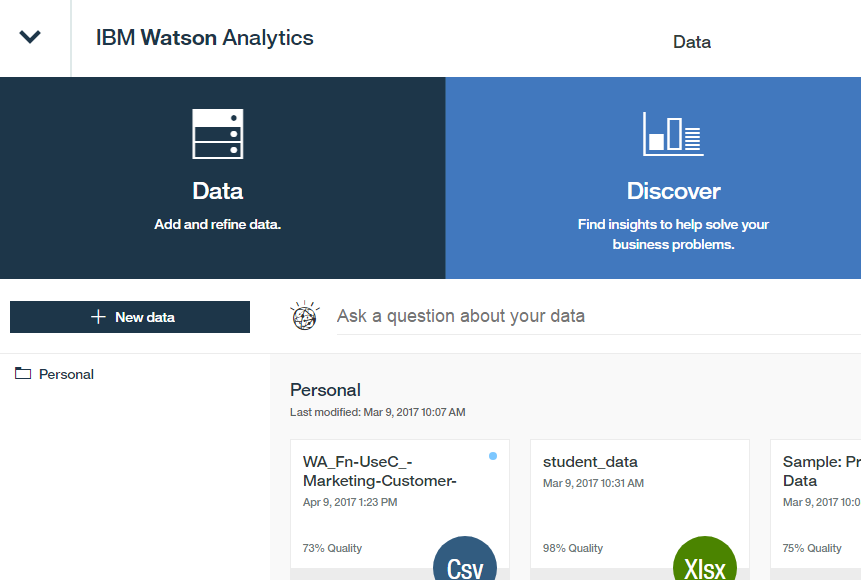 IBM Watson Analytics
Data
Data
Add and refine data.
Discover
Find insights to help solve your
business problems.
New data
Ask a question about your data
Personal
Personal
Last modified: Mar 9, 2017 10:07 AM
WA_Fn-UseC_-
Marketing-Customer-
Apr 9, 2017 1:23 PM
73% Quality
Csv
student_data
Mar 9, 2017 10:31 AM
98% Quality
Xlsx
Sample: Pr
Data
Mar 9, 2017 10:0
75% Quality